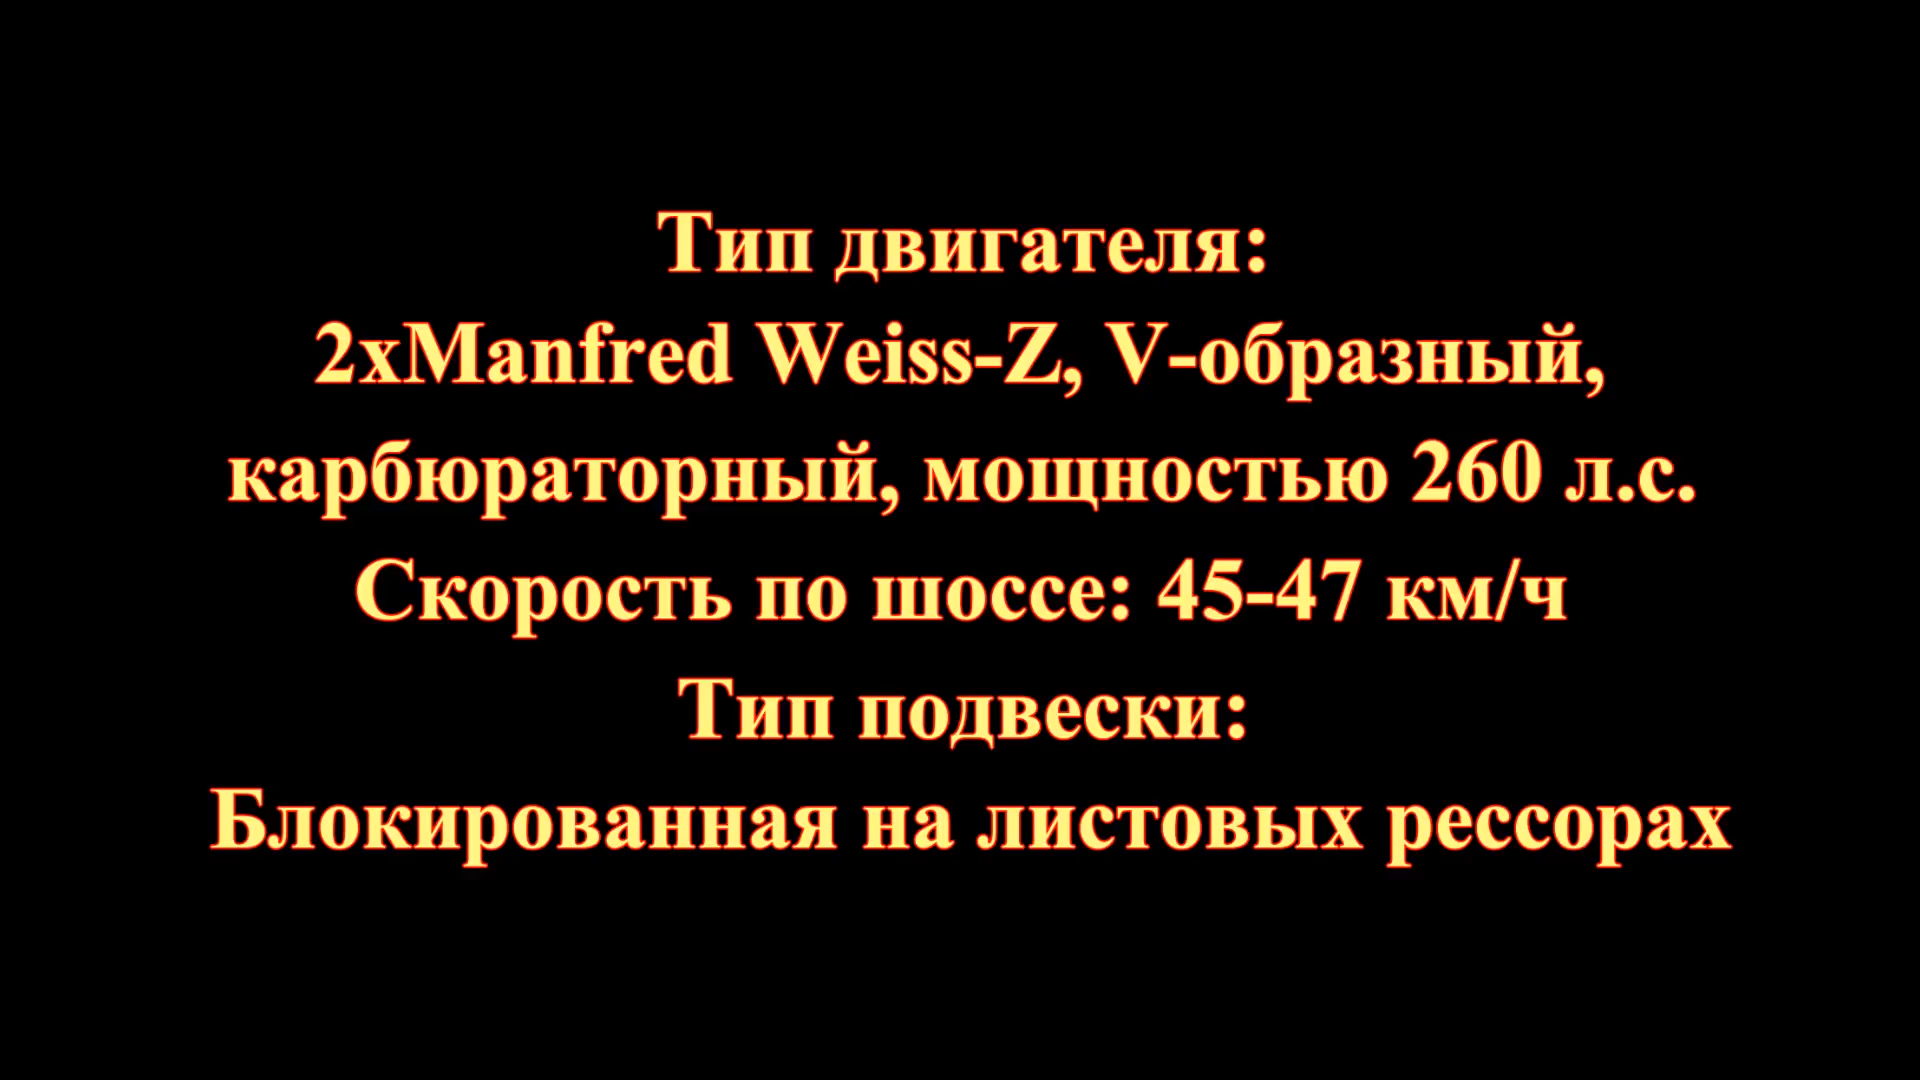 Тип двигателя:
2xManfred Weiss-Z, V-образный,
карбюраторный, мощностью 260 л.с.
Скорость по шоссе: 45-47 км/ч
Тип подвески:
Блокированная на листовых рессорах